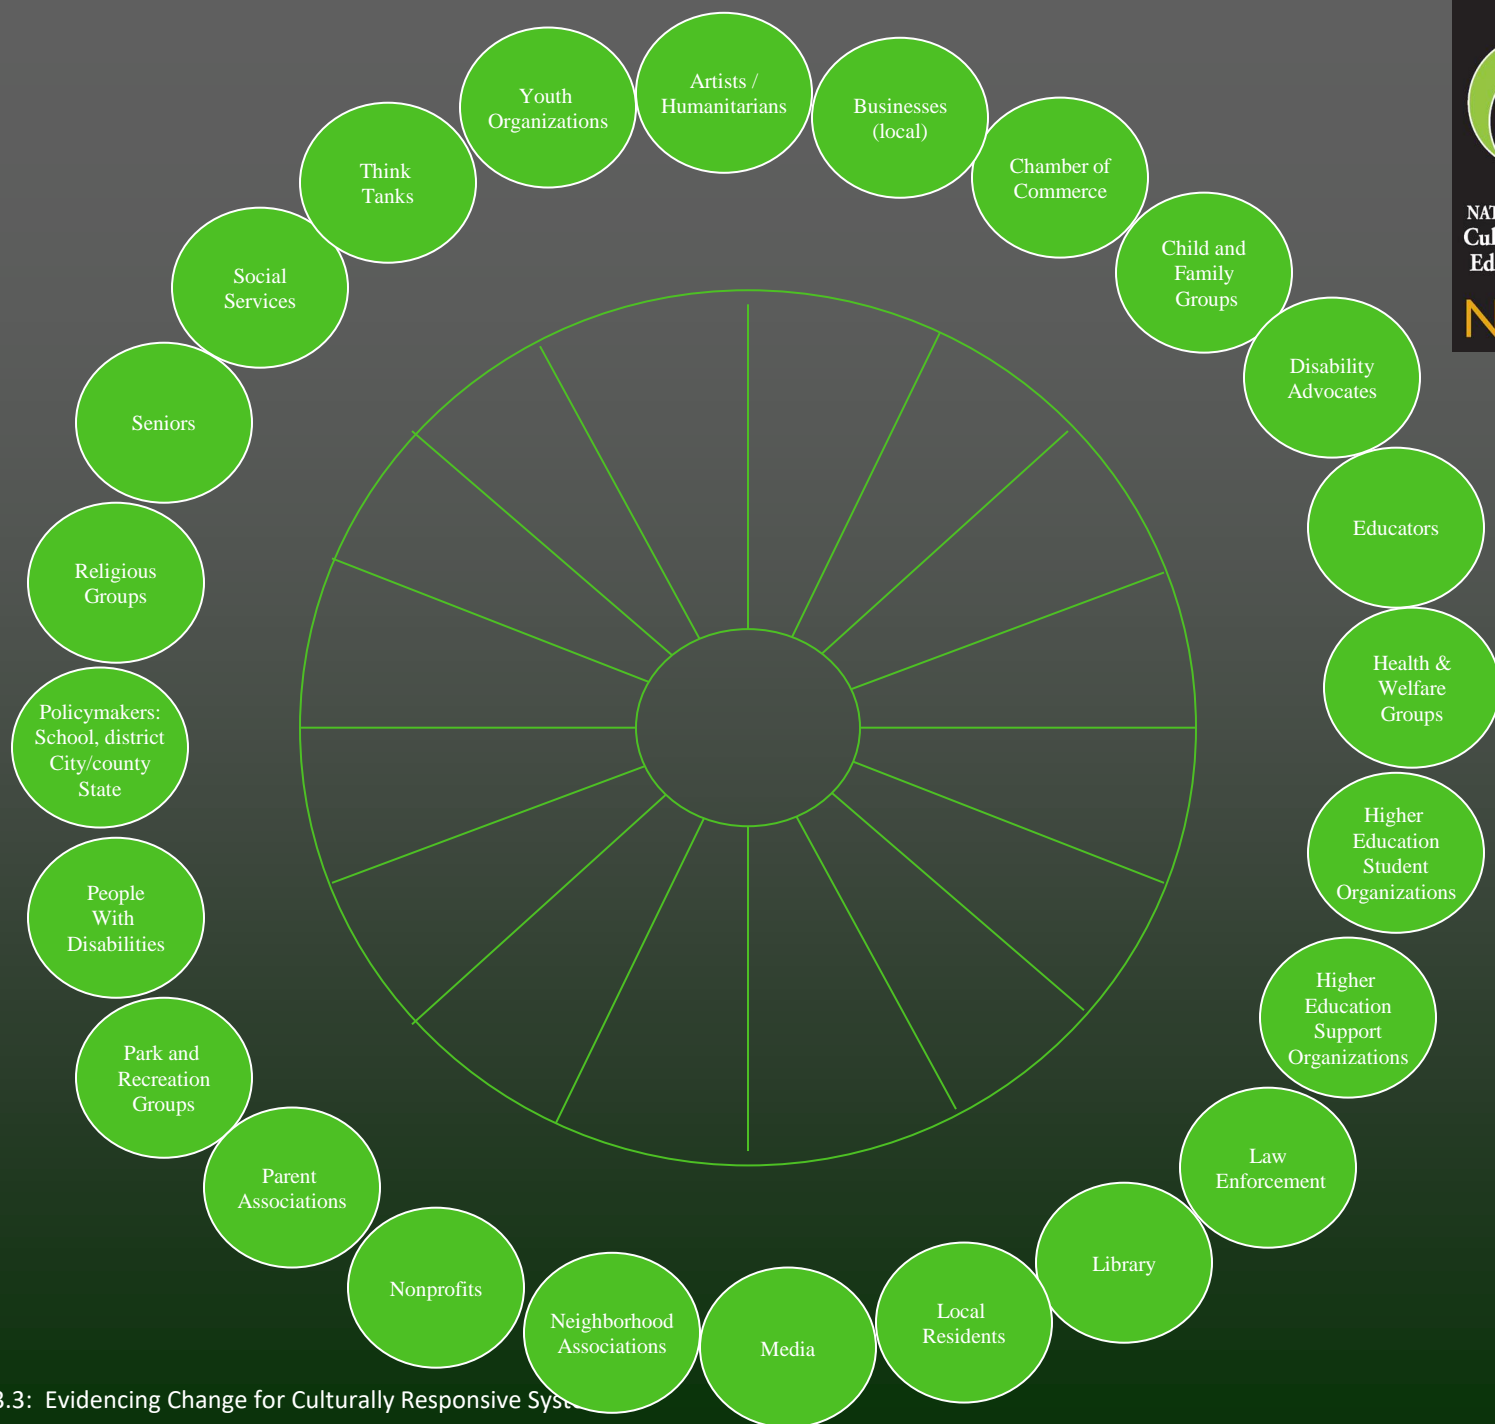 Artists /
Humanitarians
Businesses
(local)
Chamber of
Commerce
Child and
Family
Groups
Disability
Advocates
Educators
Health &
Welfare
Groups
Higher
Education
Student
Organizations
Higher
Education
Support
Organizations
Law
Enforcement
Library
Local
Residents
Media
Neighborhood
Associations
Nonprofits
Parent
Associations
Park and
Recreation
Groups
People
With
Disabilities
Policymakers:
School, district
City/county
State
Religious
Groups
Seniors
Social
Services
Think
Tanks
Youth
Organizations
3.3: Evidencing Change for Culturally Responsive